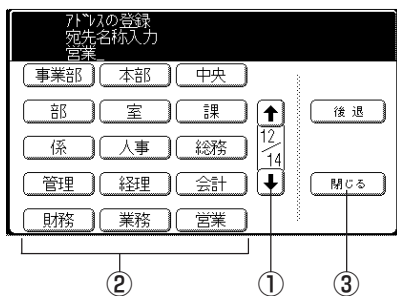 ｱﾄﾞﾚｽの登録
宛先名称入力
営業_
事業部 本部 中央
部 室 課
係 人事 総務
管理 経理 会計
財務 業務 営業
↑
12/14
↓
後退
閉じる
② ① ③